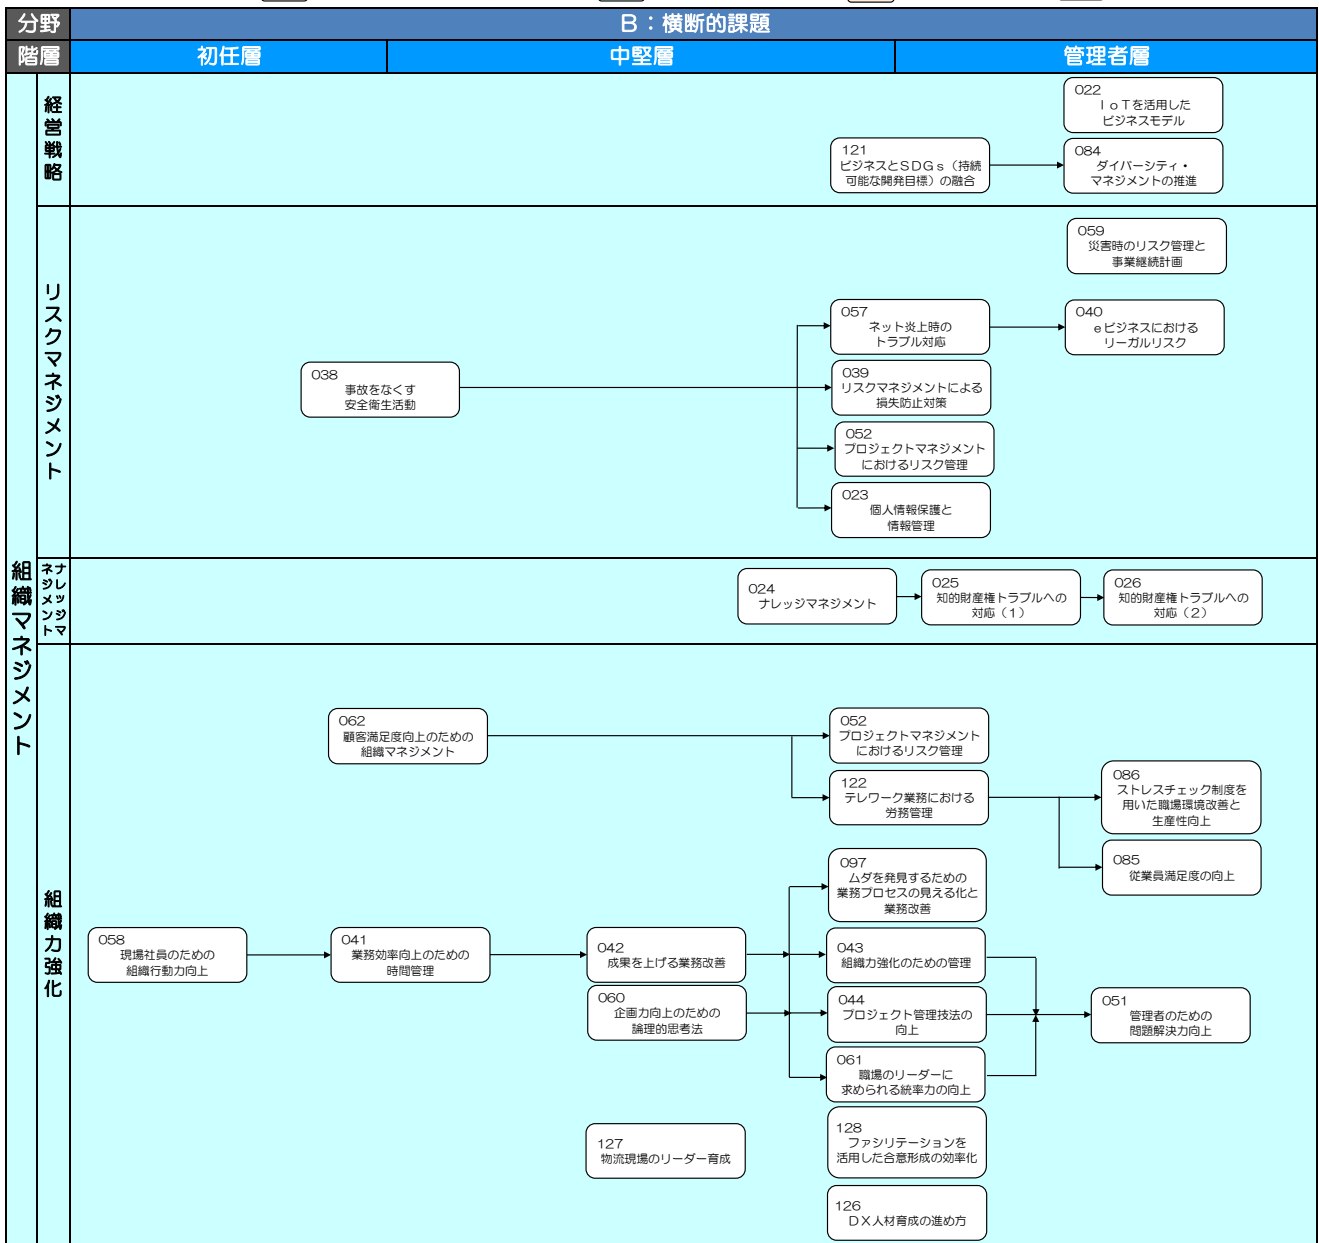 分野
B：横断的課題
階層
初任層
中堅層
管理者層
組織マネジメント
経営戦略
022
ＩｏＴを活用した
ビジネスモデル
121
ビジネスとＳＤＧｓ（持続
可能な開発目標）の融合
084
ダイバーシティ・
マネジメントの推進
リスクマネジメント
059
災害時のリスク管理と
事業継続計画
057
ネット炎上時の
トラブル対応
040
ｅビジネスにおける
リーガルリスク
038
事故をなくす
安全衛生活動
039
リスクマネジメントによる
損失防止対策
052
プロジェクトマネジメント
におけるリスク管理
023
個人情報保護と
情報管理
ナレッジマ
ネジメント
024
ナレッジマネジメント
025
知的財産権トラブルへの
対応（１）
026
知的財産権トラブルへの
対応（２）
組織力強化
062
顧客満足度向上のための
組織マネジメント
052
プロジェクトマネジメント
におけるリスク管理
122
テレワーク業務における
労務管理
086
ストレスチェック制度を
用いた職場環境改善と
生産性向上
085
従業員満足度の向上
097
ムダを発見するための
業務プロセスの見える化と
業務改善
058
現場社員のための
組織行動力向上
041
業務効率向上のための
時間管理
042
成果を上げる業務改善
043
組織力強化のための管理
060
企画力向上のための
論理的思考法
044
プロジェクト管理技法の
向上
051
管理者のための
問題解決力向上
061
職場のリーダーに
求められる統率力の向上
127
物流現場のリーダー育成
128
ファシリテーションを
活用した合意形成の効率化
126
ＤＸ人材育成の進め方